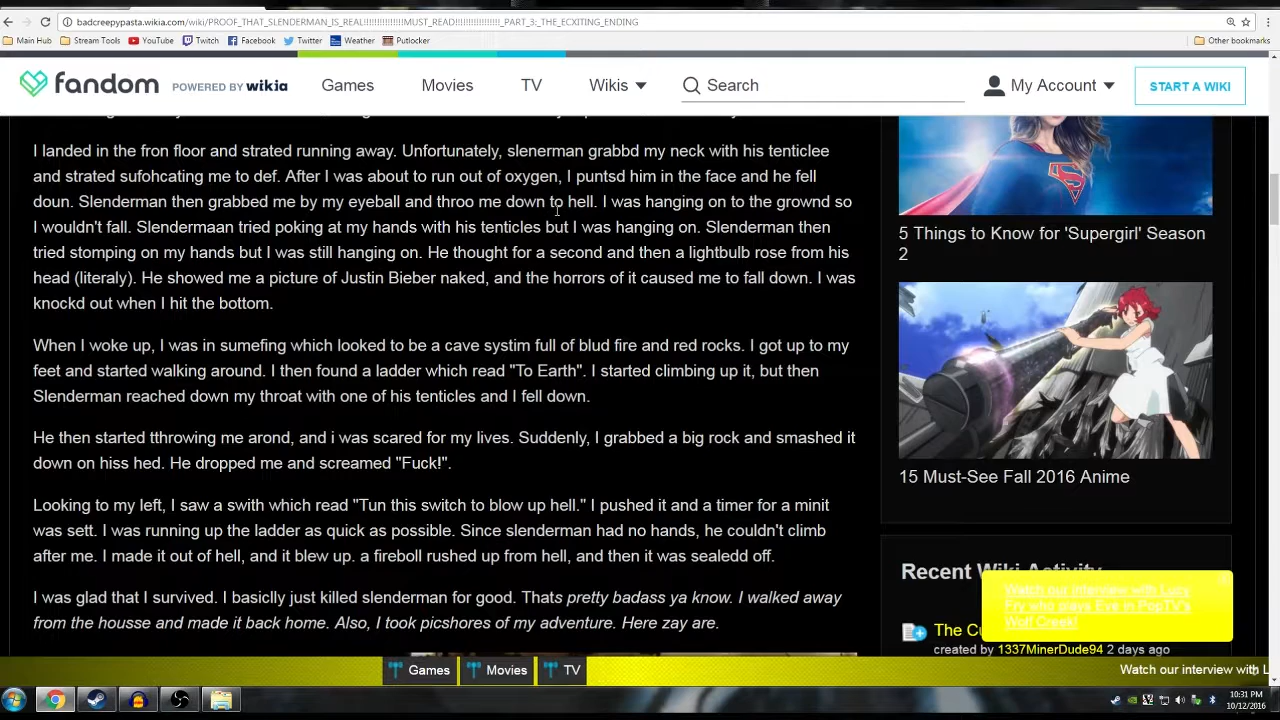 badcreepypasta.wikia.com/wiki/PROOF_THAT_SLENDERMAN_IS_REAL!!!!!!!!!!!!!!!MUST_READ!!!!!!!!!!!!!!!!!_PART_3:_THE_ECXITING_ENDING
Main Hub Stream Tools YouTube Twitch Facebook Twitter Weather Putlocker Other bookmarks
fandom POWERED BY wikia Games Movies TV Wikis Search My Account START A WIKI
I landed in the fron floor and strated running away. Unfortunately, slenerman grabbd my neck with his tenticlee
and strated sufohcating me to def. After I was about to run out of oxygen, I puntsd him in the face and he fell
doun. Slenderman then grabbed me by my eyeball and throo me down to hell. I was hanging on to the grownd so
I wouldn't fall. Slendermaan tried poking at my hands with his tenticles but I was hanging on. Slenderman then
tried stomping on my hands but I was still hanging on. He thought for a second and then a lightbulb rose from his
head (literaly). He showed me a picture of Justin Bieber naked, and the horrors of it caused me to fall down. I was
knockd out when I hit the bottom.
When I woke up, I was in sumefing which looked to be a cave systim full of blud fire and red rocks. I got up to my
feet and started walking around. I then found a ladder which read "To Earth". I started climbing up it, but then
Slenderman reached down my throat with one of his tenticles and I fell down.
He then started tthrowing me arond, and i was scared for my lives. Suddenly, I grabbed a big rock and smashed it
down on hiss hed. He dropped me and screamed "Fuck!".
Looking to my left, I saw a swith which read "Tun this switch to blow up hell." I pushed it and a timer for a minit
was sett. I was running up the ladder as quick as possible. Since slenderman had no hands, he couldn't climb
after me. I made it out of hell, and it blew up. a fireboll rushed up from hell, and then it was sealedd off.
I was glad that I survived. I basiclly just killed slenderman for good. Thats pretty badass ya know. I walked away
from the housse and made it back home. Also, I took picshores of my adventure. Here zay are.
5 Things to Know for 'Supergirl' Season
2
15 Must-See Fall 2016 Anime
Recent Wiki Activity
Watch our interview with Lucy
Fry who plays Eve in PopTV's
Wolf Creek!
The
created by 1337MinerDude94 2 days ago
Games Movies TV Watch our interview with L
10:31 PM
10/12/2016